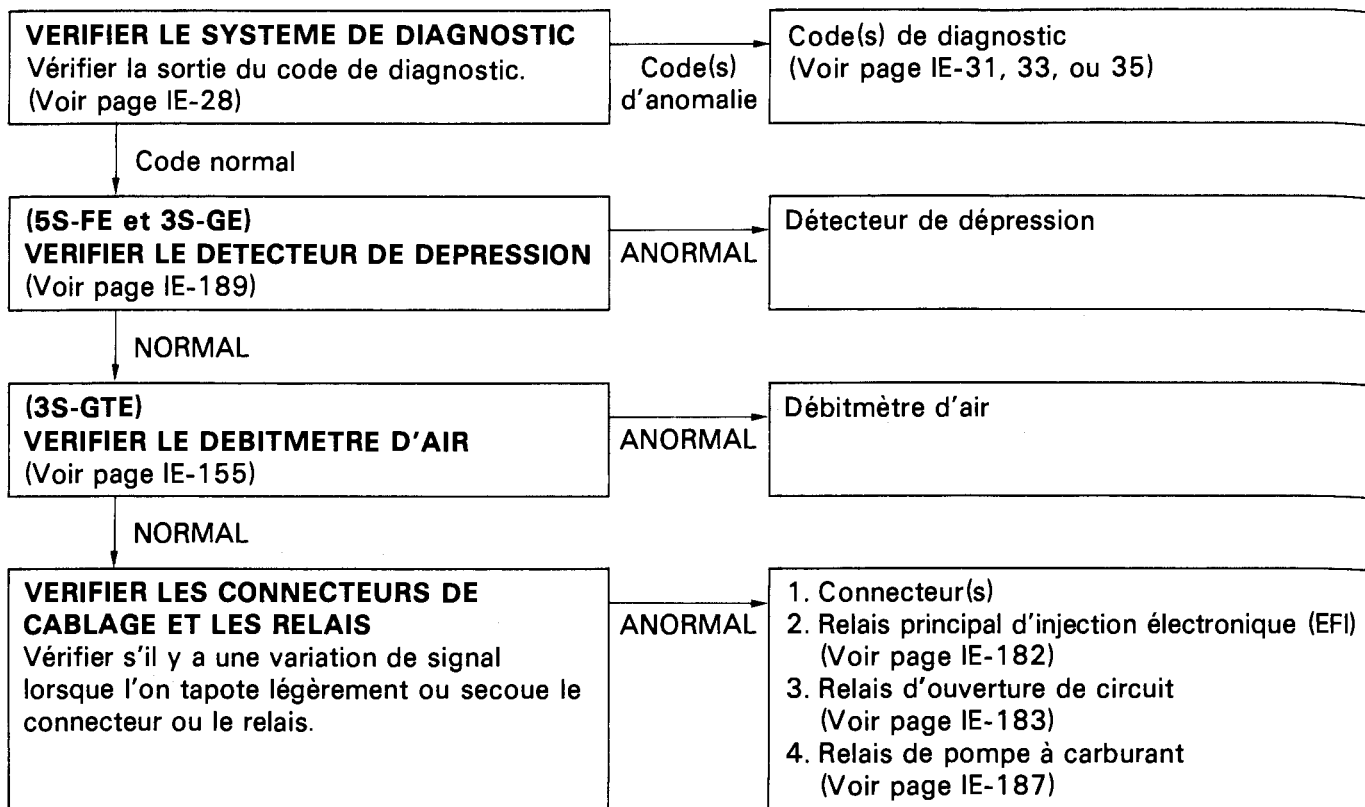 VERIFIER LE SYSTEME DE DIAGNOSTIC
Vérifier la sortie du code de diagnostic.
(Voir page IE-28)
Code(s)
d'anomalie
Code(s) de diagnostic
(Voir page IE-31, 33, ou 35)
Code normal
(5S-FE et 3S-GE)
VERIFIER LE DETECTEUR DE DEPRESSION
(Voir page IE-189)
ANORMAL
Détecteur de dépression
NORMAL
(3S-GTE)
VERIFIER LE DEBITMETRE D'AIR
(Voir page IE-155)
ANORMAL
Débitmètre d'air
NORMAL
VERIFIER LES CONNECTEURS DE
CABLAGE ET LES RELAIS
Vérifier s'il y a une variation de signal
lorsque l'on tapote légèrement ou secoue le
connecteur ou le relais.
ANORMAL
1. Connecteur(s)
2. Relais principal d'injection électronique (EFI)
(Voir page IE-182)
3. Relais d'ouverture de circuit
(Voir page IE-183)
4. Relais de pompe à carburant
(Voir page IE-187)